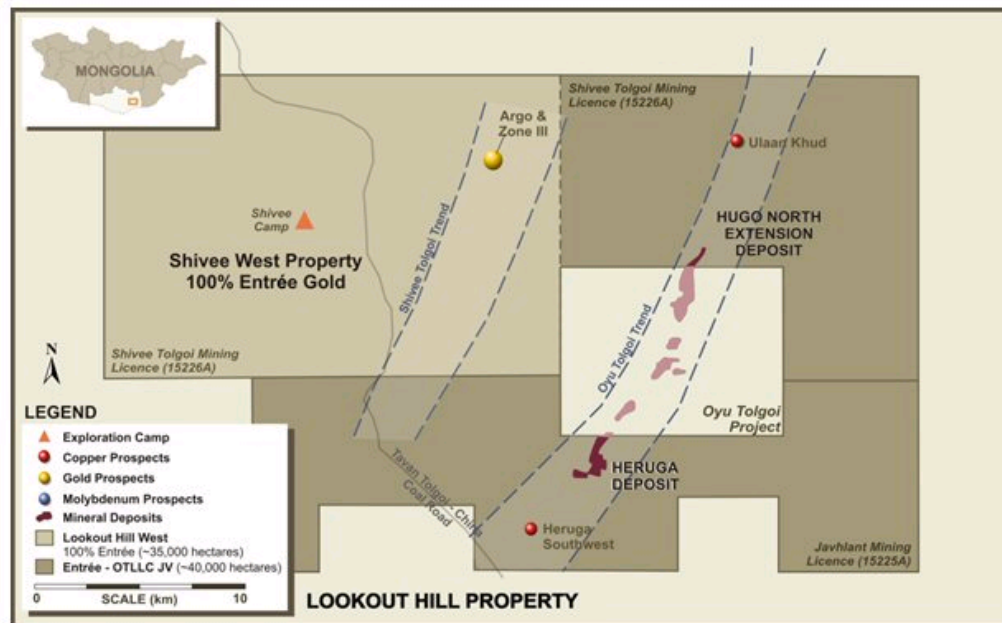 MONGOLIA
Shivee Tolgoi Mining
Licence (15226A)
Argo &
Zone III
Ulaan Khud
Shivee
Camp
HUGO NORTH
EXTENSION
DEPOSIT
Shivee West Property
100% Entrée Gold
Shivee Tolgoi Trend
Oyu Tolgoi Trend
Shivee Tolgoi Mining
Licence (15226A)
N
Oyu Tolgoi
Project
HERUGA
DEPOSIT
Tavan Tolgoi - China
Coal Road
Heruga
Southwest
Javhlant Mining
Licence (15225A)
LEGEND
Exploration Camp
Copper Prospects
Gold Prospects
Molybdenum Prospects
Mineral Deposits
Lookout Hill West
100% Entrée (~35,000 hectares)
Entrée - OTLLC JV (~40,000 hectares)
0 SCALE (km) 10
LOOKOUT HILL PROPERTY